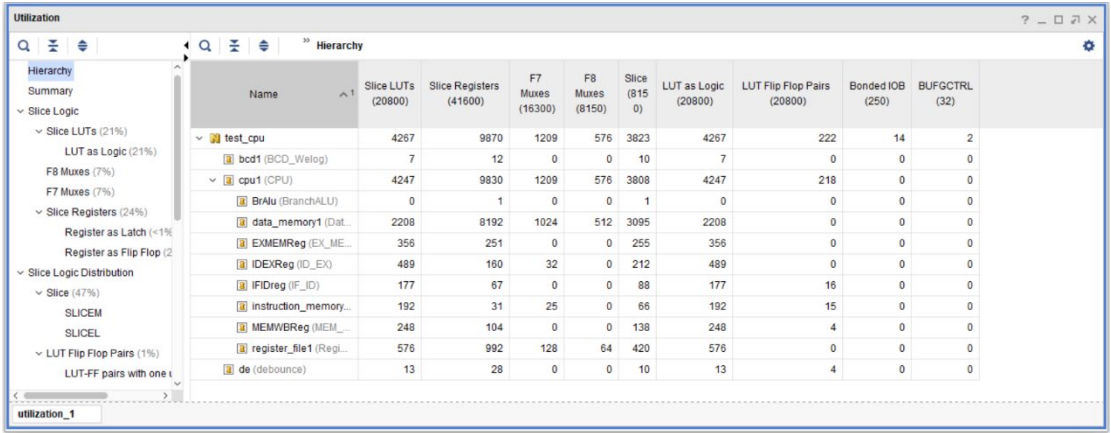 Utilization
Hierarchy
Hierarchy
Summary
Slice Logic
Slice LUTs (21%)
LUT as Logic (21%)
F8 Muxes (7%)
F7 Muxes (7%)
Slice Registers (24%)
Register as Latch (<1%
Register as Flip Flop (2
Slice Logic Distribution
Slice (47%)
SLICEM
SLICEL
LUT Flip Flop Pairs (1%)
LUT-FF pairs with one
Name 1 Slice LUTs (20800) Slice Registers (41600) F7 Muxes (16300) F8 Muxes (8150) Slice (815 0) LUT as Logic (20800) LUT Flip Flop Pairs (20800) Bonded IOB (250) BUFGCTRL (32)
test_cpu 4267 9870 1209 576 3823 4267 222 14 2
bcd1 (BCD_Welog) 7 12 0 0 10 7 0 0 0
cpu1 (CPU) 4247 9830 1209 576 3808 4247 218 0 0
BrAlu (BranchALU) 0 1 0 0 1 0 0 0 0
data_memory1 (Dat... 2208 8192 1024 512 3095 2208 0 0 0
EXMEMReg (EX_ME... 356 251 0 0 255 356 0 0 0
IDEXReg (ID_EX) 489 160 32 0 212 489 0 0 0
IFIDreg (IF_ID) 177 67 0 0 88 177 16 0 0
instruction_memory... 192 31 25 0 66 192 15 0 0
MEMWBReg (MEM_... 248 104 0 0 138 248 4 0 0
register_file1 (Regi... 576 992 128 64 420 576 0 0 0
de (debounce) 13 28 0 0 10 13 4 0 0
utilization_1